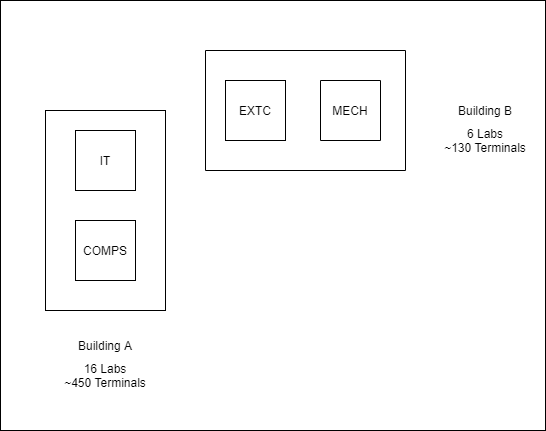 EXTC
MECH
Building B
6 Labs
~130 Terminals
IT
COMPS
Building A
16 Labs
~450 Terminals